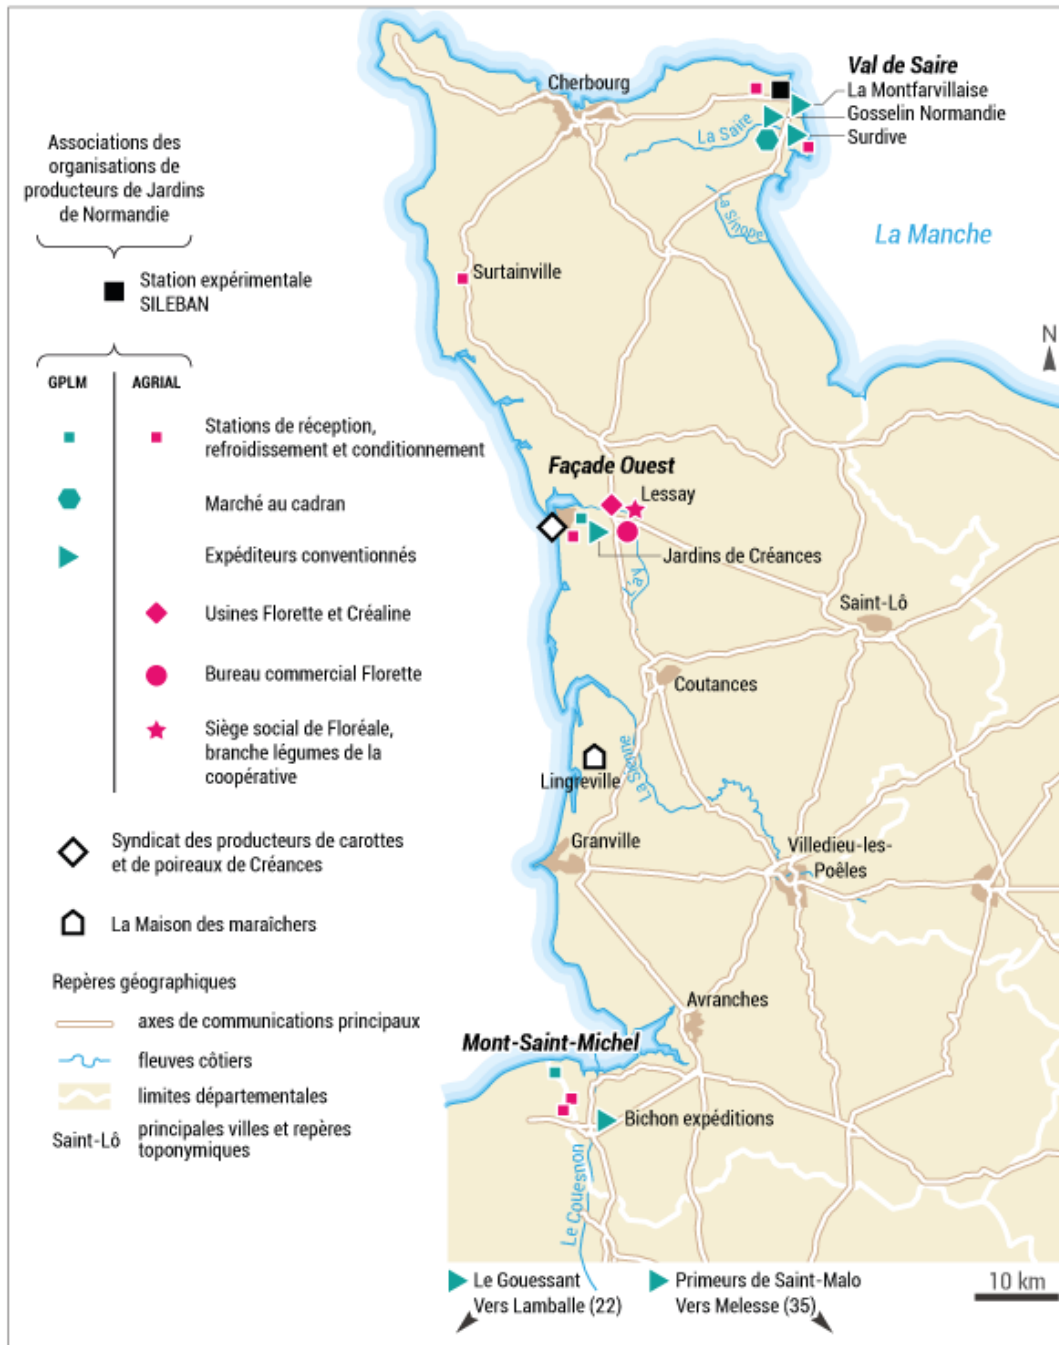 Associations des
organisations de
producteurs de Jardins
de Normandie
Station expérimentale
SILEBAN
GPLM
AGRIAL
Stations de réception,
refroidissement et conditionnement
Marché au cadran
Expéditeurs conventionnés
Usines Florette et Créaline
Bureau commercial Florette
Siège social de Floréale,
branche légumes de la
coopérative
Syndicat des producteurs de carottes
et de poireaux de Créances
La Maison des maraîchers
Repères géographiques
axes de communications principaux
fleuves côtiers
limites départementales
Saint-Lô
principales villes et repères
toponymiques
Cherbourg
Val de Saire
La Montfarvillaise
Gosselin Normandie
Surdive
La Saire
La Sinope
La Manche
N
Surtainville
Façade Ouest
Lessay
Jardins de Créances
L'Ay
Saint-Lô
Coutances
La Sienne
Lingreville
Granville
Villedieu-les-
Poêles
Avranches
Mont-Saint-Michel
Bichon expéditions
Le Couesnon
Le Gouessant
Vers Lamballe (22)
Primeurs de Saint-Malo
Vers Melesse (35)
10 km